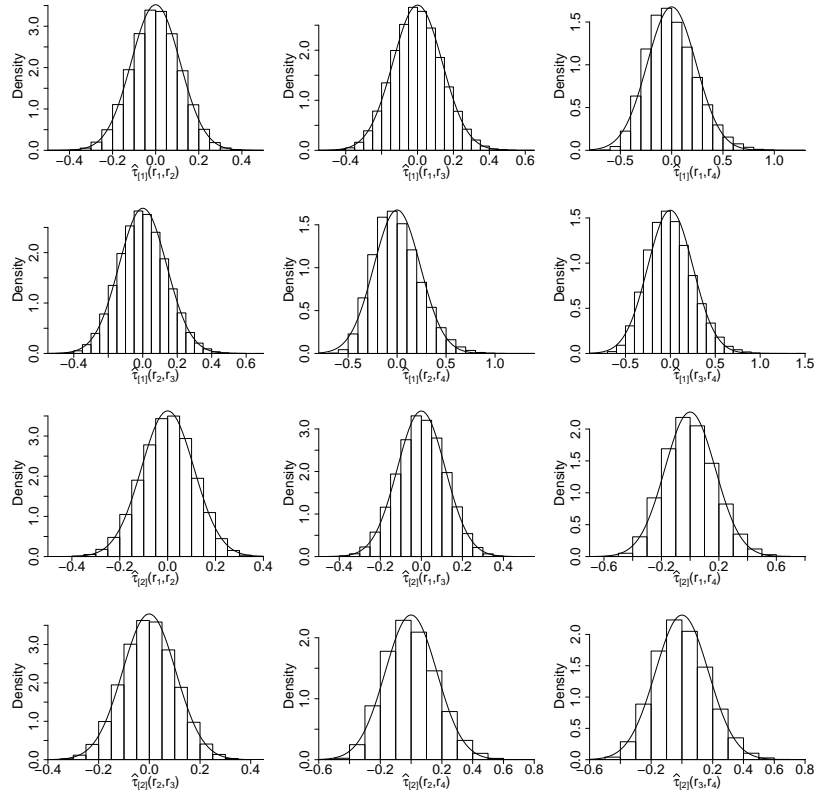 Density
0.0 1.0 2.0 3.0
−0.4 −0.2 0.0 0.2 0.4
τ̂[1](r1,r2)
Density
0.0 1.0 2.0
−0.4 0.0 0.2 0.4 0.6
τ̂[1](r1,r3)
Density
0.0 0.5 1.0 1.5
−0.5 0.0 0.5 1.0
τ̂[1](r1,r4)
Density
0.0 1.0 2.0
−0.4 0.0 0.2 0.4 0.6
τ̂[1](r2,r3)
Density
0.0 0.5 1.0 1.5
−0.5 0.0 0.5 1.0
τ̂[1](r2,r4)
Density
0.0 0.5 1.0 1.5
−0.5 0.0 0.5 1.0 1.5
τ̂[1](r3,r4)
Density
0.0 1.0 2.0 3.0
−0.4 −0.2 0.0 0.2 0.4
τ̂[2](r1,r2)
Density
0.0 1.0 2.0 3.0
−0.4 −0.2 0.0 0.2 0.4
τ̂[2](r1,r3)
Density
0.0 0.5 1.0 1.5 2.0
−0.6 −0.2 0.2 0.6 0.8
τ̂[2](r1,r4)
Density
0.0 1.0 2.0 3.0
−0.4 −0.2 0.0 0.2 0.4
τ̂[2](r2,r3)
Density
0.0 0.5 1.0 1.5 2.0
−0.6 −0.2 0.2 0.4 0.6 0.8
τ̂[2](r2,r4)
Density
0.0 0.5 1.0 1.5 2.0
−0.6 −0.2 0.2 0.4 0.6 0.8
τ̂[2](r3,r4)